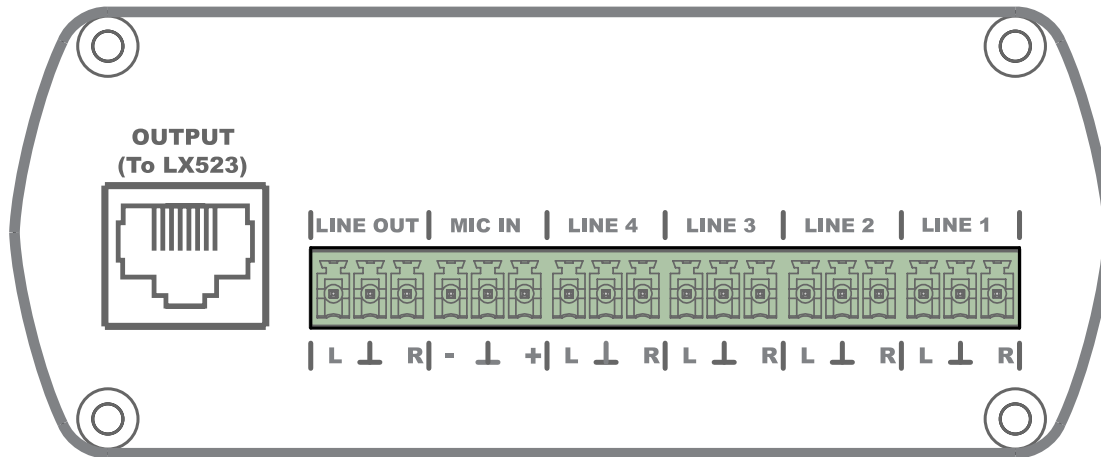 OUTPUT
(To LX523)
LINE OUT MIC IN LINE 4 LINE 3 LINE 2 LINE 1
L R - + L R L R L R L R